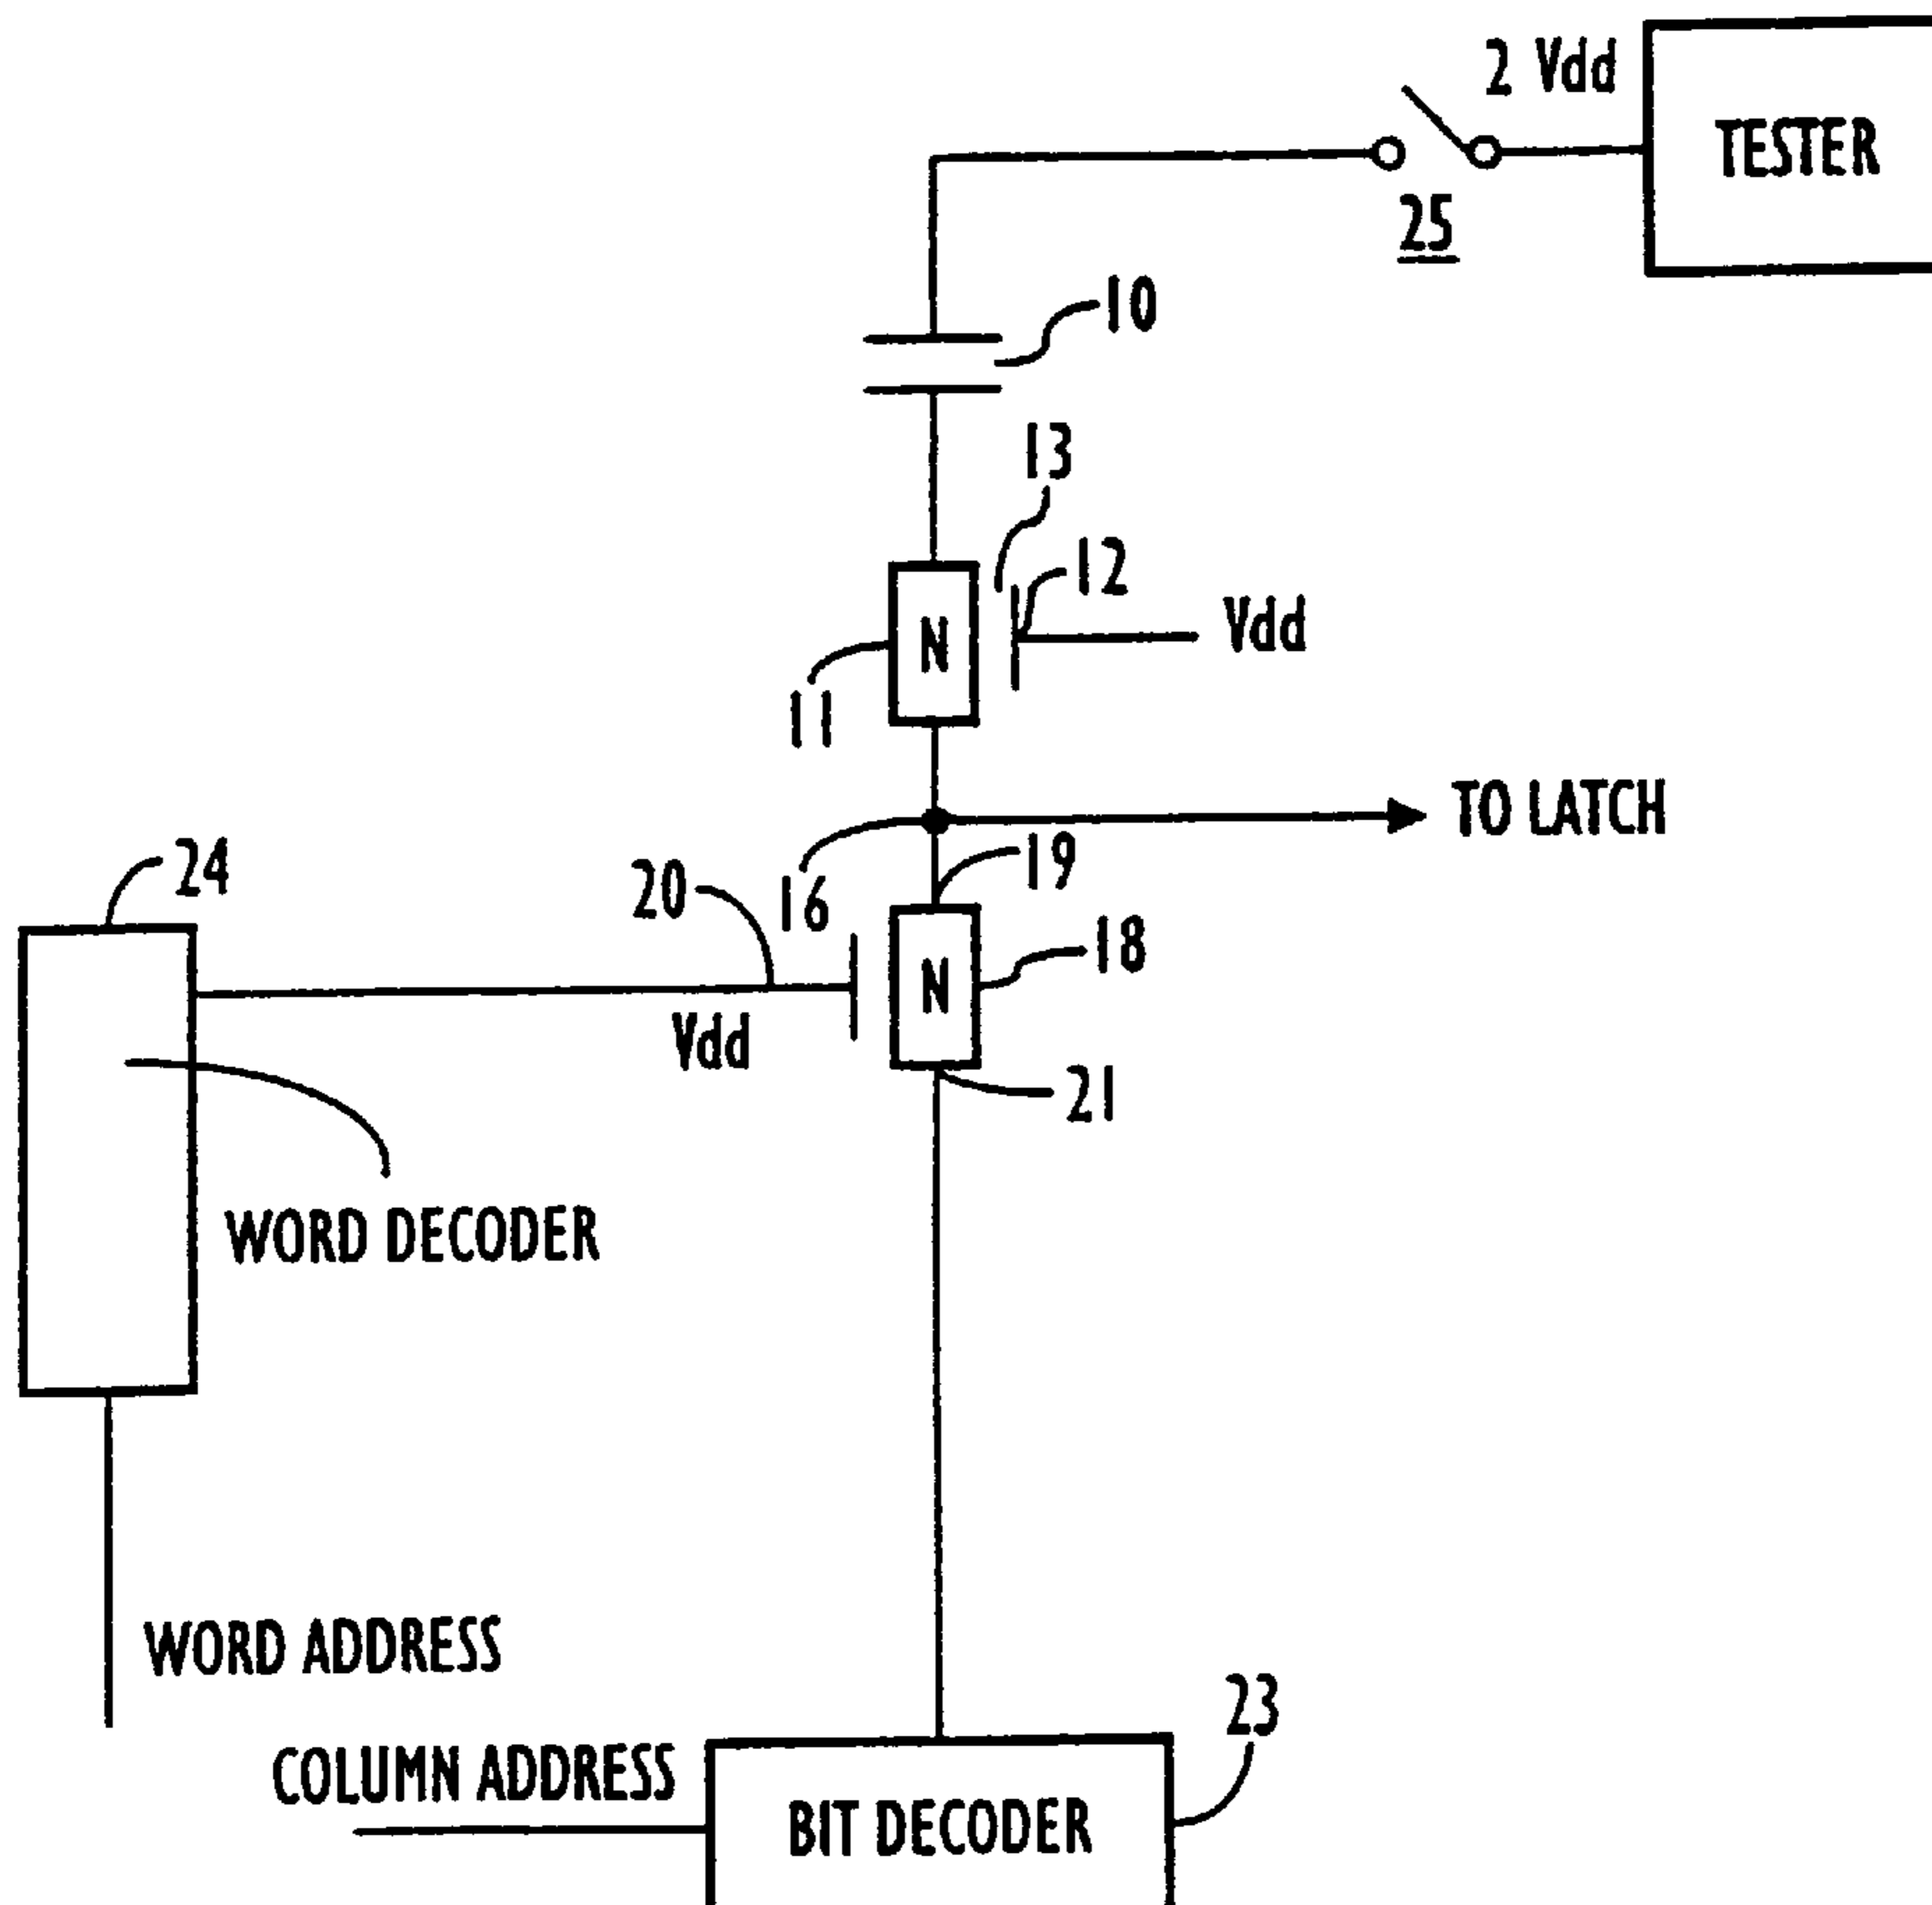 2 Vdd
TESTER
25
10
13
12
Vdd
N
11
TO LATCH
16
19
24
20
18
N
Vdd
21
WORD DECODER
WORD ADDRESS
23
COLUMN ADDRESS
BIT DECODER